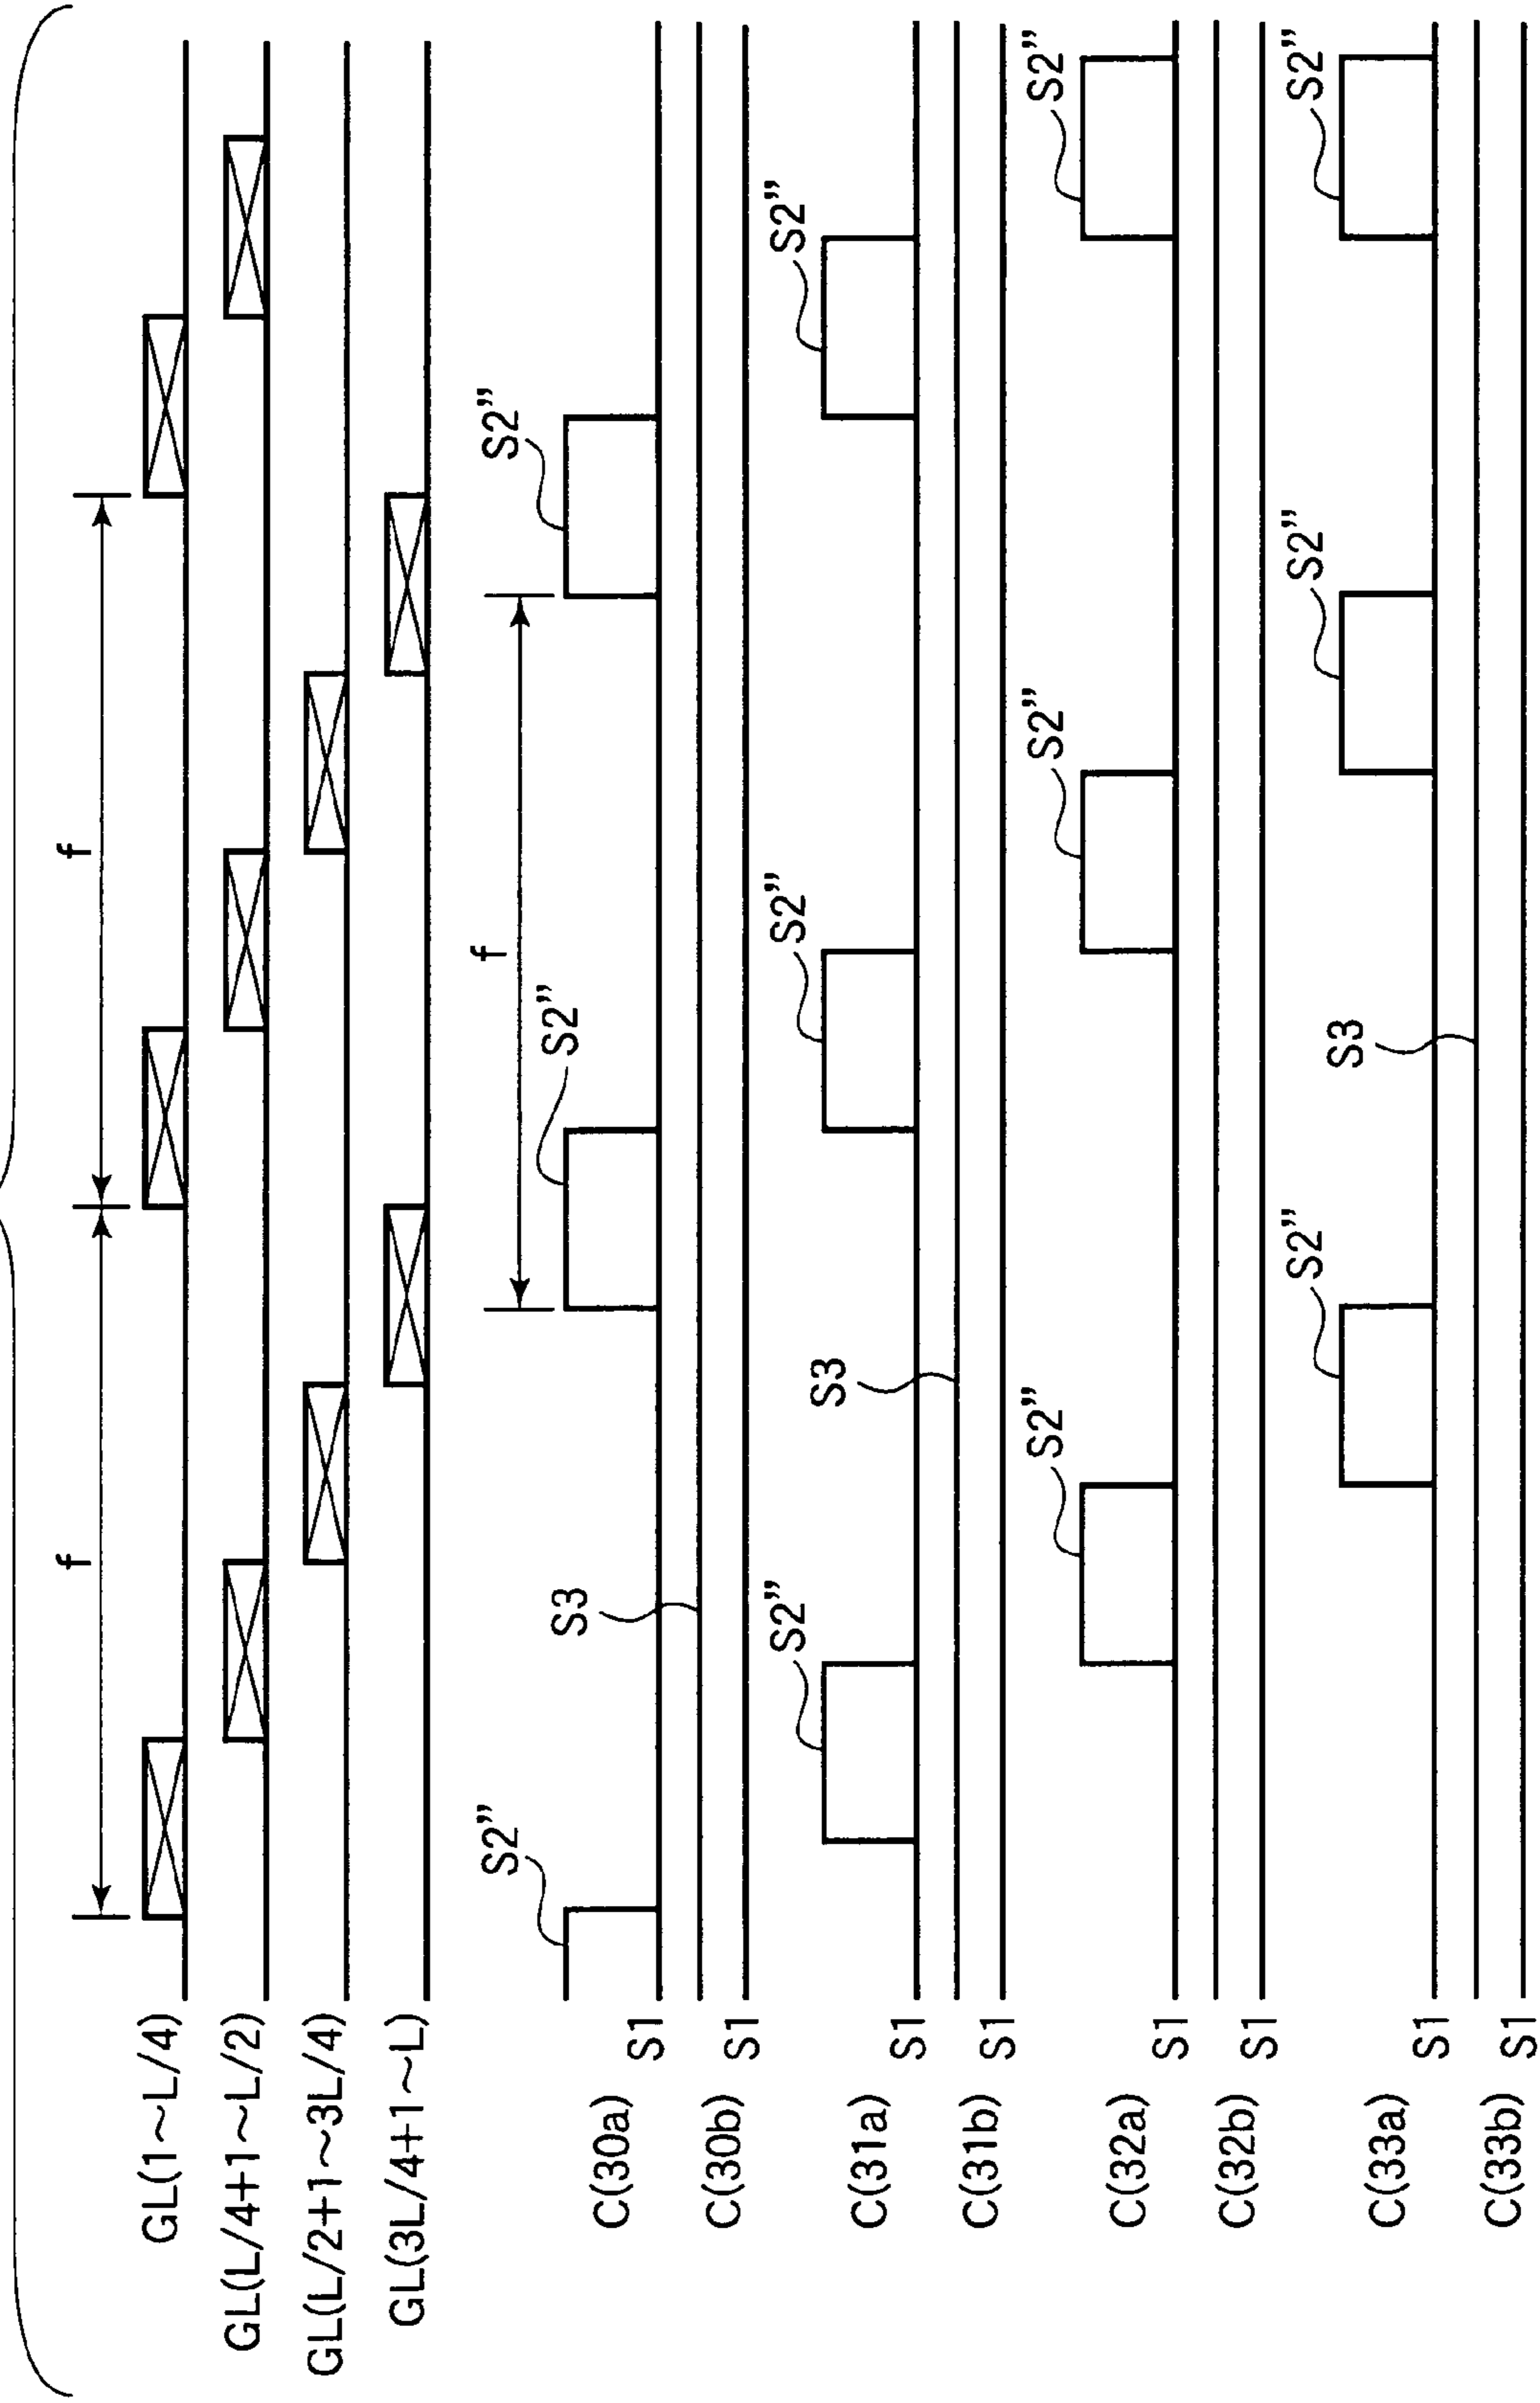 f f
GL(1~L/4)
GL(L/4+1~L/2)
GL(L/2+1~3L/4)
GL(3L/4+1~L)
f
S2” S2” S2”
C(30a) S1
S3
C(30b) S1
S2” S2” S2”
C(31a) S1
S3
C(31b) S1
S2” S2” S2”
C(32a) S1
C(32b) S1
S2” S2” S2”
C(33a) S1
S3
C(33b) S1